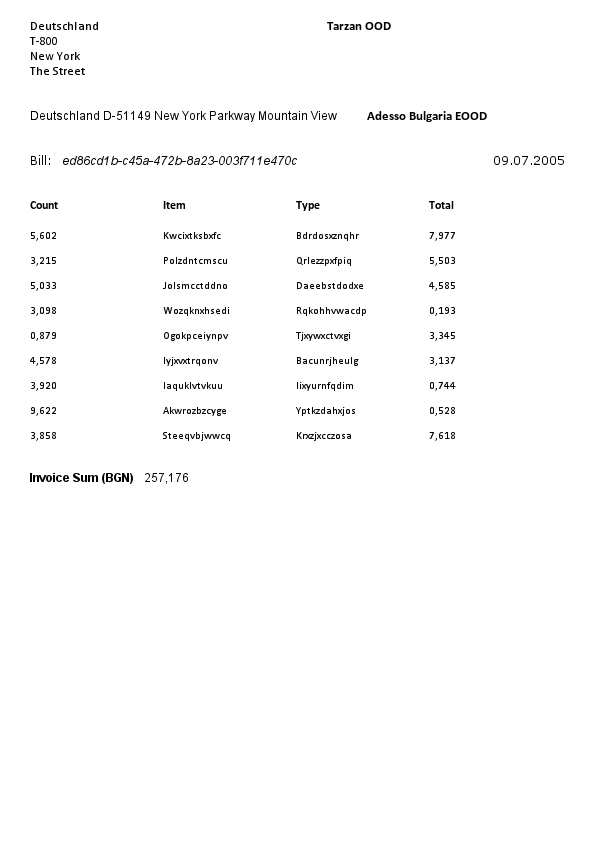 Deutschland Tarzan OOD
T-800
New York
The Street
Deutschland D-51149 New York Parkway Mountain View Adesso Bulgaria EOOD
Bill: ed86cd1b-c45a-472b-8a23-003f711e470c 09.07.2005
Count Item Type Total
5,602 Kwcixtksbxfc Bdrdosxznqhr 7,977
3,215 Polzdntcmscu Qrlezzpxfpiq 5,503
5,033 Jolsmcctddno Daeebstdodxe 4,585
3,098 Wozqknxhsedi Rqkohhvwacdp 0,193
0,879 Ogokpceiynpv Tjxywxctvxgi 3,345
4,578 Iyjxvxtrqonv Bacunrjheulg 3,137
3,920 Iaquklvtvkuu Iixyurnfqdim 0,744
9,622 Akwrozbzcyge Yptkzdahxjos 0,528
3,858 Steeqvbjwwcq Krxzjxcczosa 7,618
Invoice Sum (BGN) 257,176